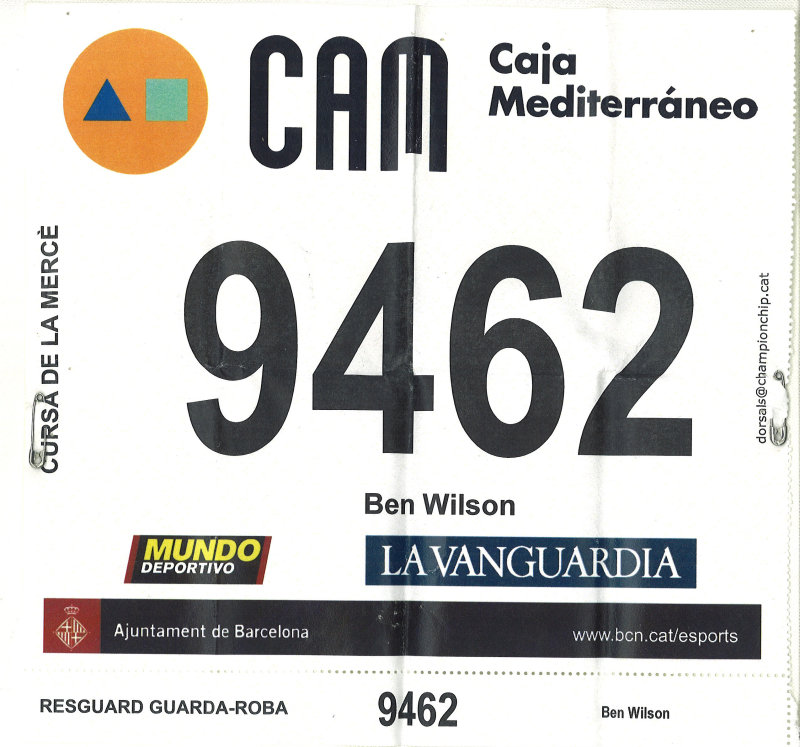 CAM
Caja
Mediterráneo
CURSA DE LA MERCÈ
9462
dorsals@championchip.cat
Ben Wilson
MUNDO
DEPORTIVO
LA VANGUARDIA
Ajuntament de Barcelona
www.bcn.cat/esports
RESGUARD GUARDA-ROBA
9462
Ben Wilson